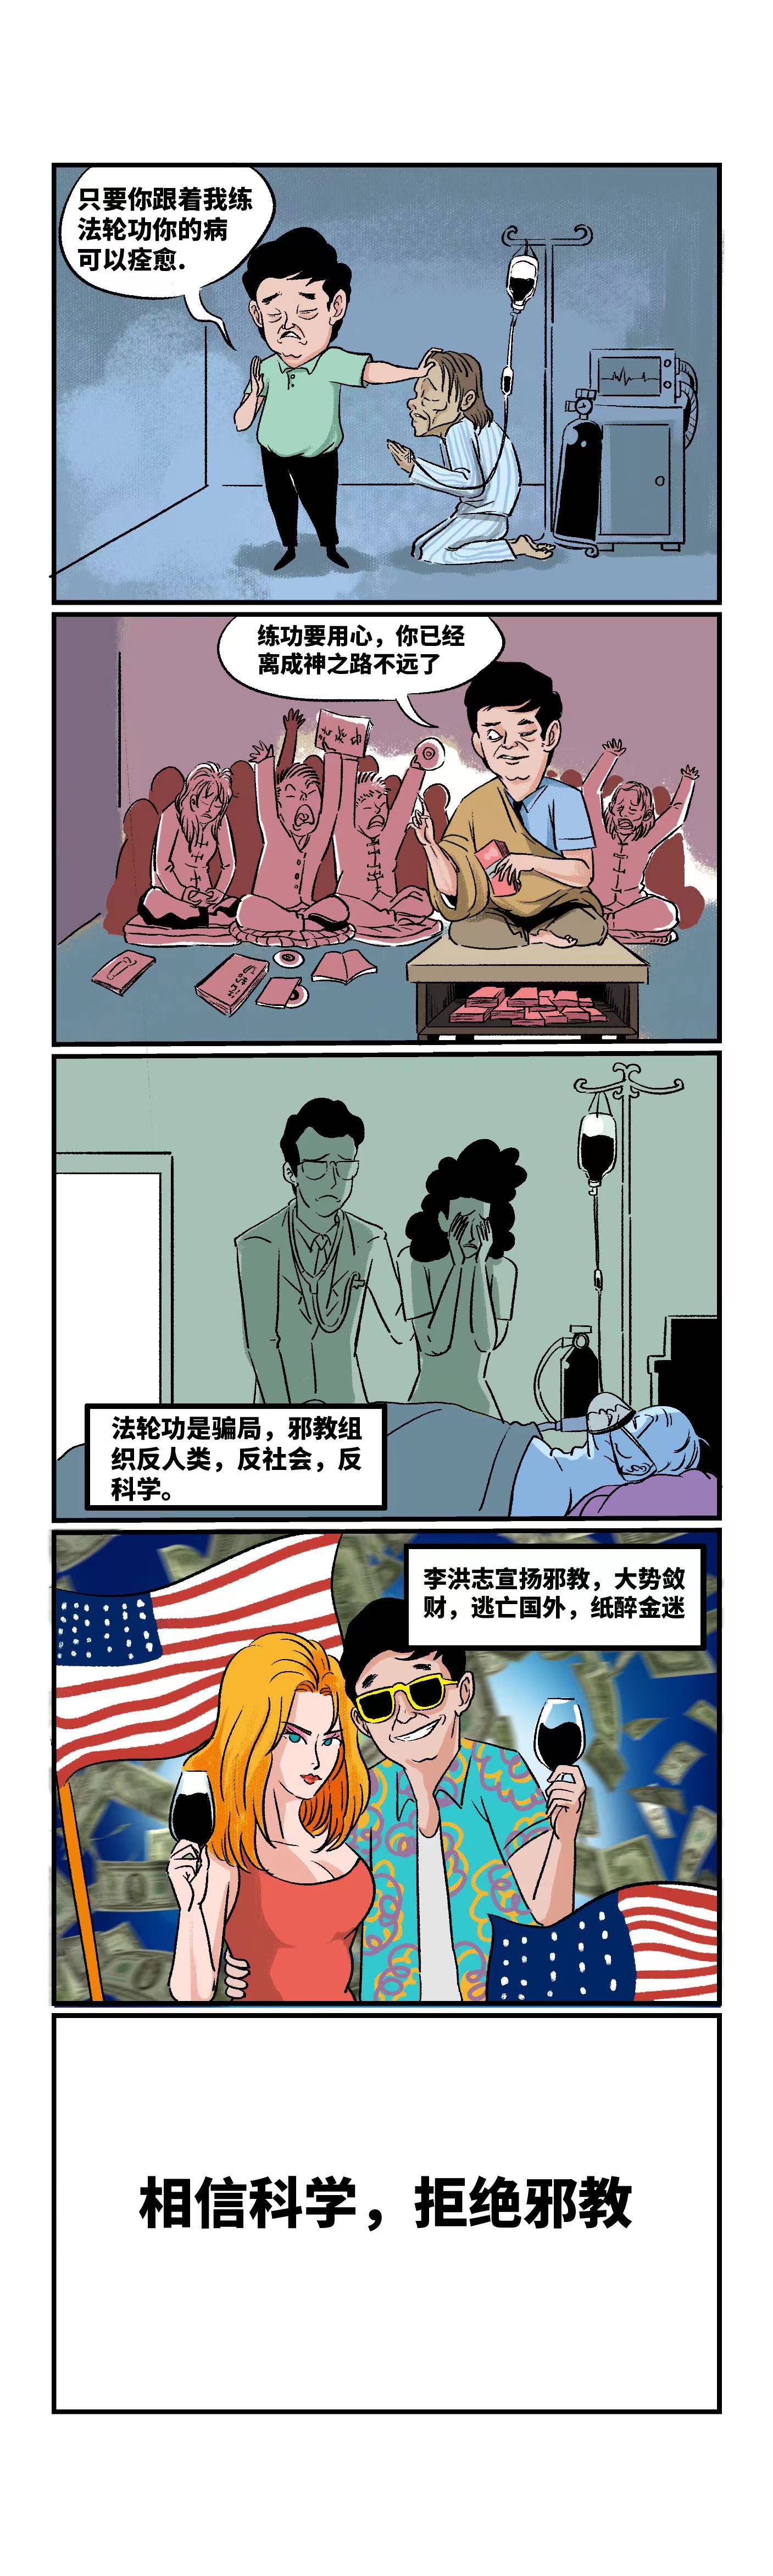 只要你跟着我练
法轮功你的病
可以痊愈.
练功要用心，你已经
离成神之路不远了
法轮功是骗局，邪教组
织反人类，反社会，反
科学。
李洪志宣扬邪教，大势敛
财，逃亡国外，纸醉金迷
相信科学，拒绝邪教